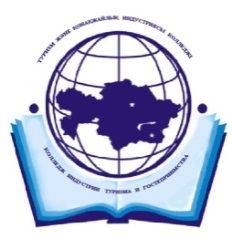 ТУРИЗМ ЖӘНЕ ҚОНАҚЖАЙЛЫҚ ИНДУСТРИЯСЫ КОЛЛЕДЖІ
КОЛЛЕДЖ ИНДУСТРИИ ТУРИЗМА И ГОСТЕПРИИМСТВА